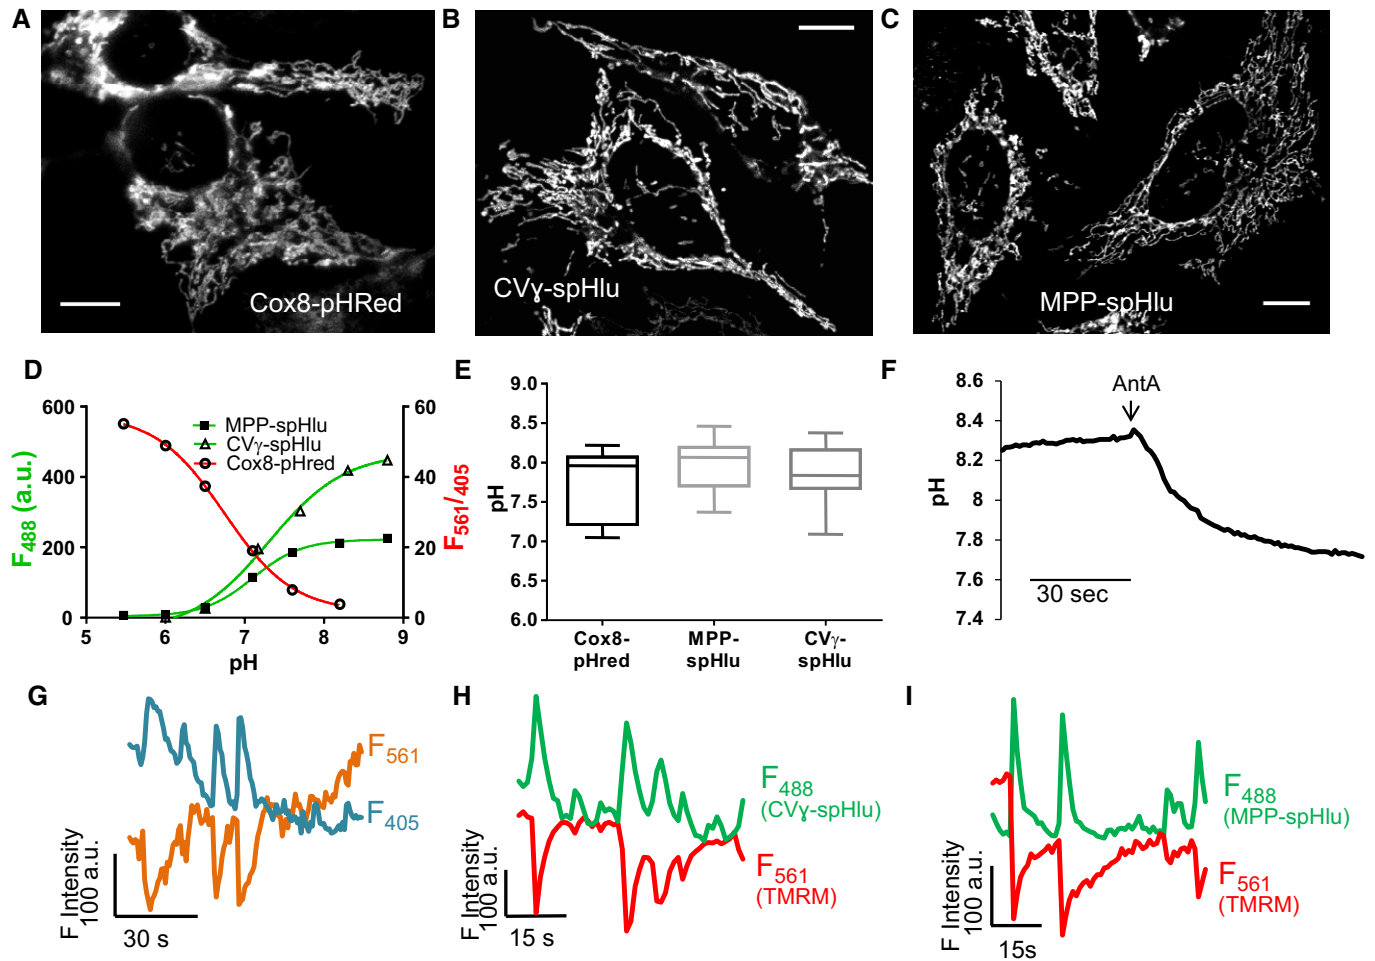 A
B
C
Cox8-pHRed
CVɣ-spHlu
MPP-spHlu
D
E
F
600
400
200
0
F488 (a.u.)
60
40
20
0
F561/405
MPP-spHlu
CVγ-spHlu
Cox8-pHred
5
6
7
8
9
pH
9.0
8.5
8.0
7.5
7.0
6.5
6.0
pH
Cox8-
pHred
MPP-
spHlu
CVγ-
spHlu
8.6
8.4
8.2
8
7.8
7.6
7.4
pH
AntA
30 sec
G
H
I
F561
F405
F Intensity
100 a.u.
30 s
F488
(CVɣ-spHlu)
F561
(TMRM)
F Intensity
100 a.u.
15 s
F488
(MPP-spHlu)
F561
(TMRM)
F Intensity
100 a.u.
15s